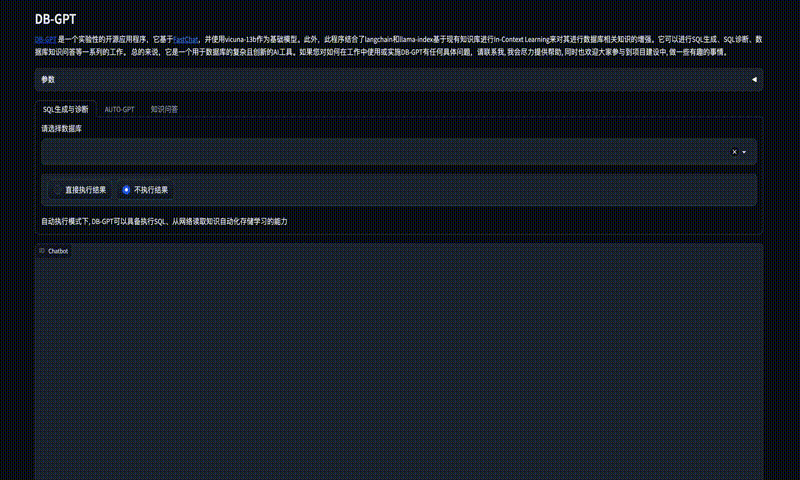 DB-GPT
DB-GPT 是一个实验性的开源应用程序，它基于FastChat，并使用vicuna-13b作为基础模型。此外，此程序结合了langchain和llama-index基于现有知识库进行In-Context Learning来对其进行数据库相关知识的增强。它可以进行SQL生成、SQL诊断、数
据库知识问答等一系列的工作。 总的来说，它是一个用于数据库的复杂且创新的AI工具。如果您对如何在工作中使用或实施DB-GPT有任何具体问题，请联系我, 我会尽力提供帮助, 同时也欢迎大家参与到项目建设中, 做一些有趣的事情。
参数
SQL生成与诊断 AUTO-GPT 知识问答
请选择数据库
直接执行结果 不执行结果
自动执行模式下, DB-GPT可以具备执行SQL、从网络读取知识自动化存储学习的能力
Chatbot